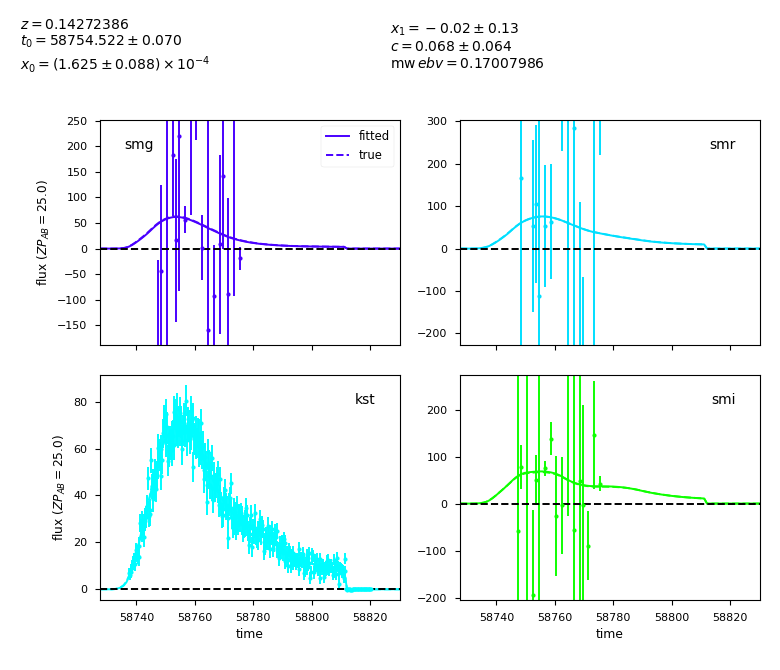 z = 0.14272386
t₀ = 58754.522 ± 0.070
x₀ = (1.625 ± 0.088) × 10⁻⁴
x₁ = −0.02 ± 0.13
c = 0.068 ± 0.064
mw ebv = 0.17007986
smg
fitted
true
250
200
150
100
50
0
−50
−100
−150
flux (ZP_AB = 25.0)
smr
300
200
100
0
−100
−200
kst
80
60
40
20
0
flux (ZP_AB = 25.0)
58740 58760 58780 58800 58820
time
smi
200
100
0
−100
−200
58740 58760 58780 58800 58820
time